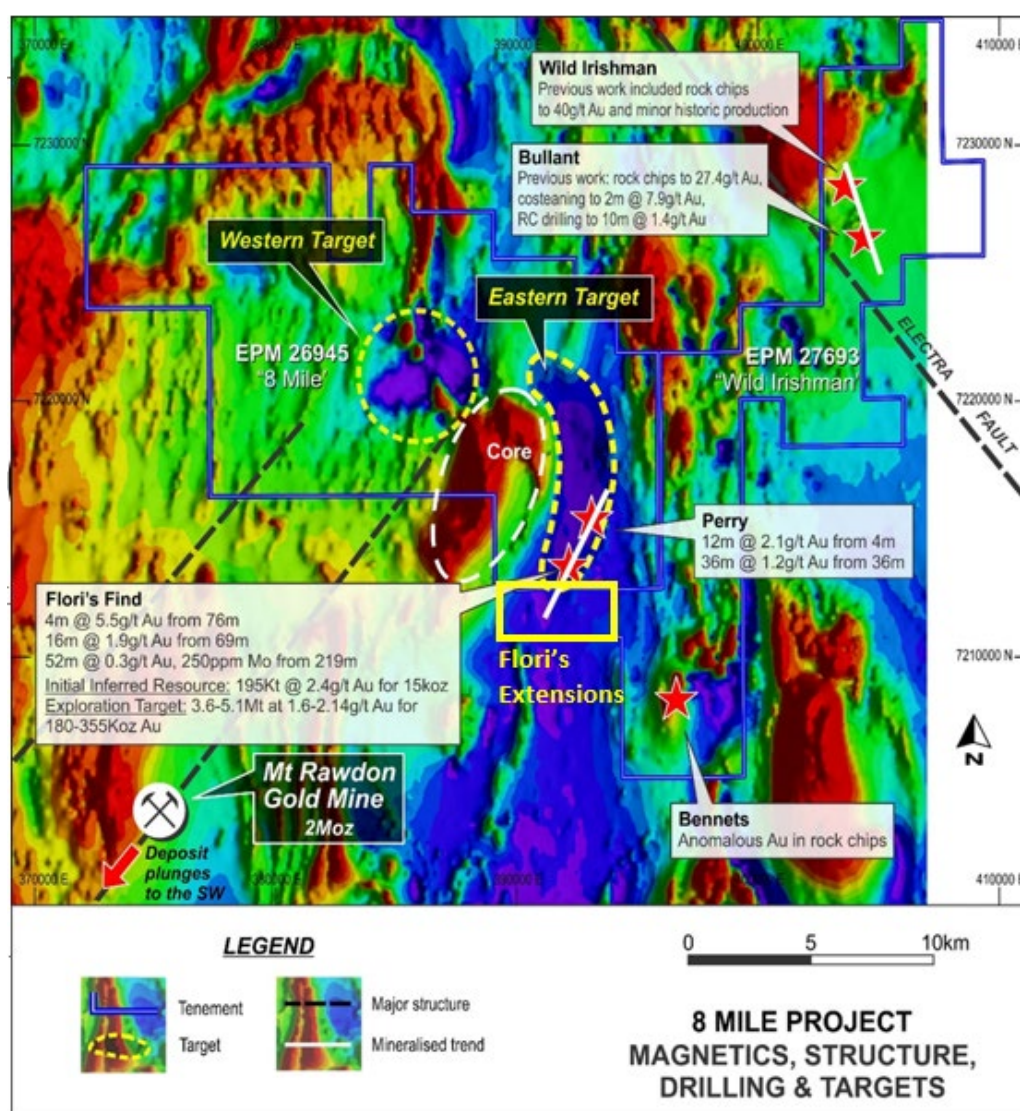 370000 E
380000 E
390000 E
400000 E
410000 E
Wild Irishman
Previous work included rock chips
to 40g/t Au and minor historic production
7230000 N
7230000 N
Bullant
Previous work: rock chips to 27.4g/t Au,
costeaning to 2m @ 7.9g/t Au,
RC drilling to 10m @ 1.4g/t Au
Western Target
Eastern Target
EPM 26945
"8 Mile'
EPM 27693
"Wild Irishman'
ELECTRA
FAULT
7220000 N
7220000 N
Core
Perry
12m @ 2.1g/t Au from 4m
36m @ 1.2g/t Au from 36m
Flori's Find
4m @ 5.5g/t Au from 76m
16m @ 1.9g/t Au from 69m
52m @ 0.3g/t Au, 250ppm Mo from 219m
Initial Inferred Resource: 195Kt @ 2.4g/t Au for 15koz
Exploration Target: 3.6-5.1Mt at 1.6-2.14g/t Au for
180-355Koz Au
Flori's
Extensions
7210000 N
N
Mt Rawdon
Gold Mine
2Moz
Deposit
plunges
to the SW
Bennets
Anomalous Au in rock chips
370000 E
380000 E
390000 E
410000 E
LEGEND
Tenement
Target
Major structure
Mineralised trend
0 5 10km
8 MILE PROJECT
MAGNETICS, STRUCTURE,
DRILLING & TARGETS